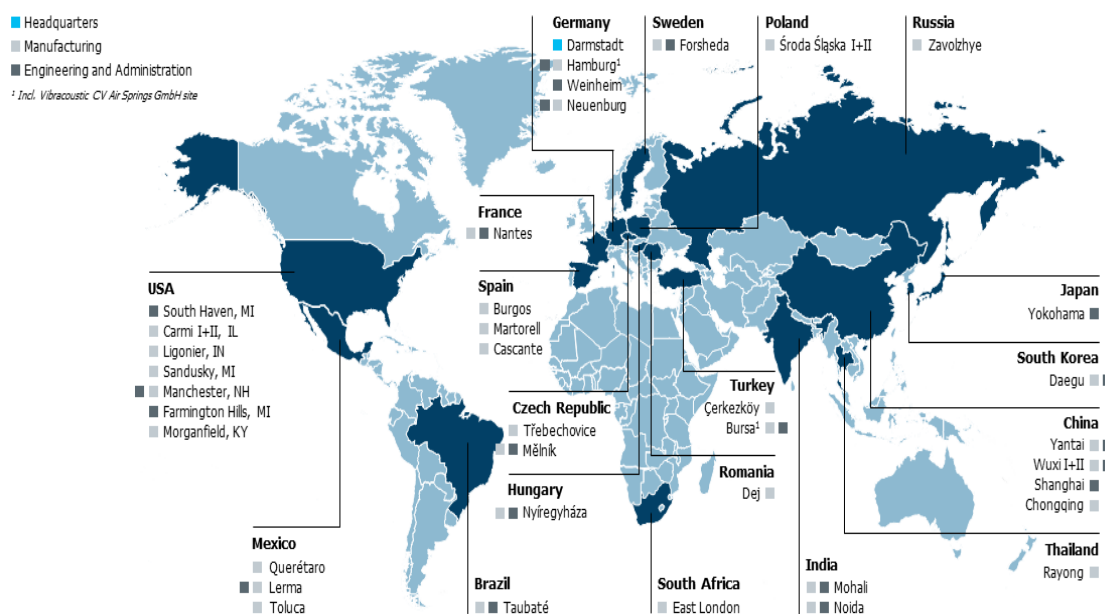 Headquarters
Manufacturing
Engineering and Administration
¹ Incl. Vibracoustic CV Air Springs GmbH site
Germany
Darmstadt
Hamburg¹
Weinheim
Neuenburg
Sweden
Forsheda
Poland
Środa Śląska I+II
Russia
Zavolzhye
France
Nantes
Spain
Burgos
Martorell
Cascante
USA
South Haven, MI
Carmi I+II, IL
Ligonier, IN
Sandusky, MI
Manchester, NH
Farmington Hills, MI
Morganfield, KY
Japan
Yokohama
South Korea
Daegu
China
Yantai
Wuxi I+II
Shanghai
Chongqing
Turkey
Çerkezköy
Bursa¹
Czech Republic
Třebechovice
Mělník
Romania
Dej
Hungary
Nyíregyháza
Mexico
Querétaro
Lerma
Toluca
Brazil
Taubaté
South Africa
East London
India
Mohali
Noida
Thailand
Rayong